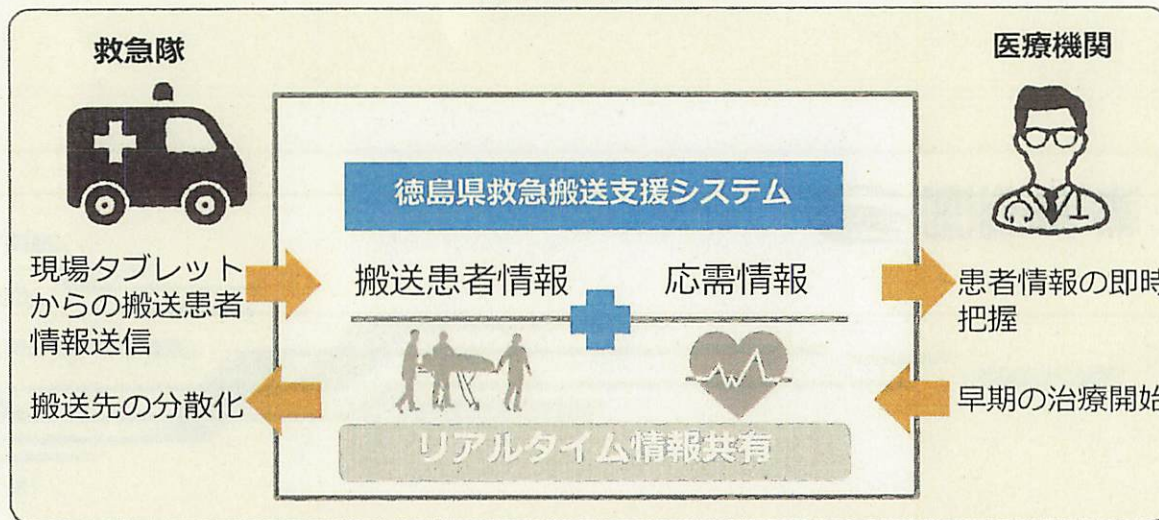 救急隊
医療機関
徳島県救急搬送支援システム
現場タブレット
からの搬送患者
情報送信
搬送患者情報
応需情報
患者情報の即時
把握
搬送先の分散化
早期の治療開始
リアルタイム情報共有